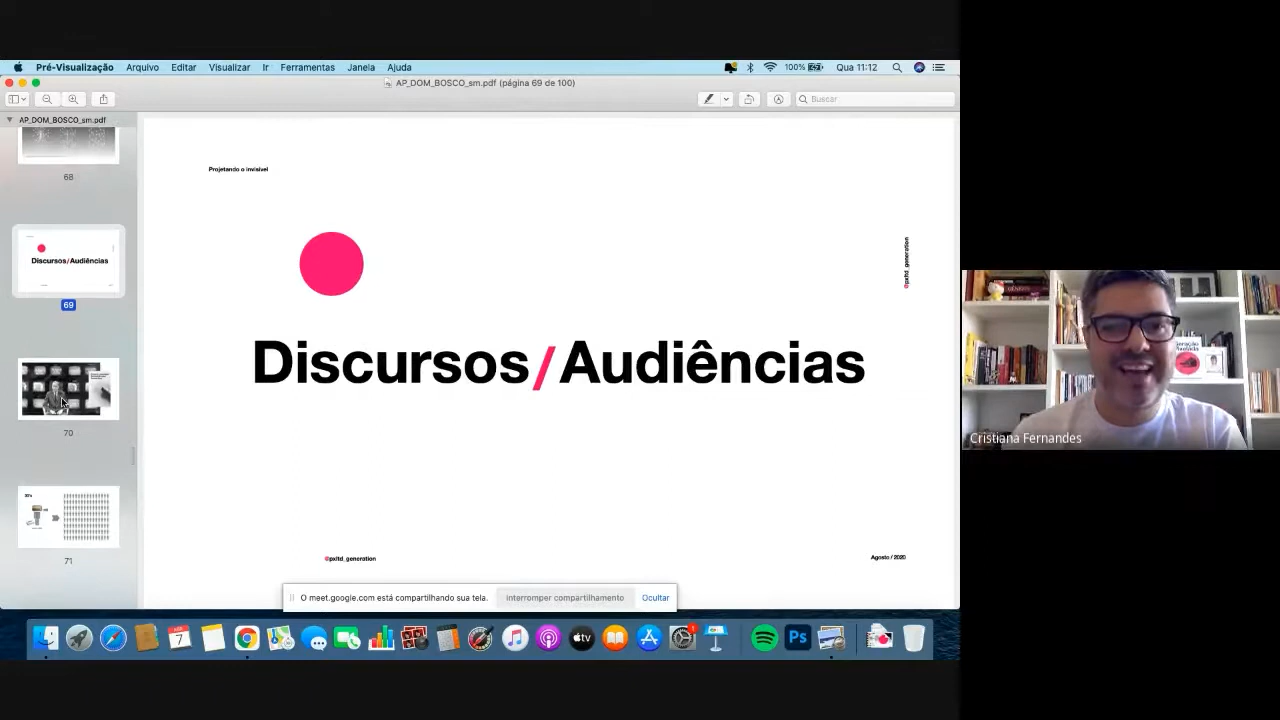 Pré-Visualização Arquivo Editar Visualizar Ir Ferramentas Janela Ajuda
100% Qua 11:12
AP_DOM_BOSCO_sm.pdf (página 69 de 100)
Buscar
AP_DOM_BOSCO_sm.pdf
68
Discursos/Audiências
69
70
71
Projetando o invisível
@pxltd_generation
Discursos/Audiências
@pxltd_generation
Agosto / 2020
O meet.google.com está compartilhando sua tela. Interromper compartilhamento Ocultar
Cristiana Fernandes